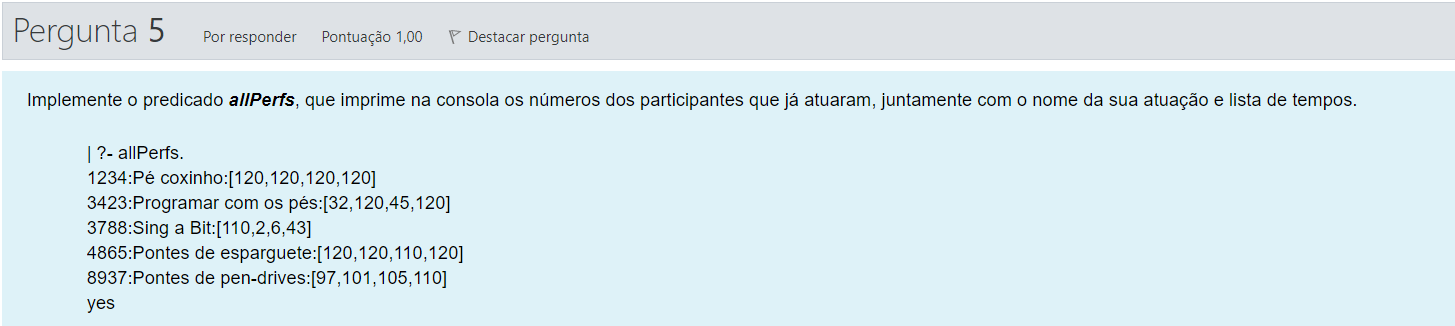 Pergunta 5 Por responder Pontuação 1,00 Destacar pergunta
Implemente o predicado allPerfs, que imprime na consola os números dos participantes que já atuaram, juntamente com o nome da sua atuação e lista de tempos.
| ?- allPerfs.
1234:Pé coxinho:[120,120,120,120]
3423:Programar com os pés:[32,120,45,120]
3788:Sing a Bit:[110,2,6,43]
4865:Pontes de esparguete:[120,120,110,120]
8937:Pontes de pen-drives:[97,101,105,110]
yes